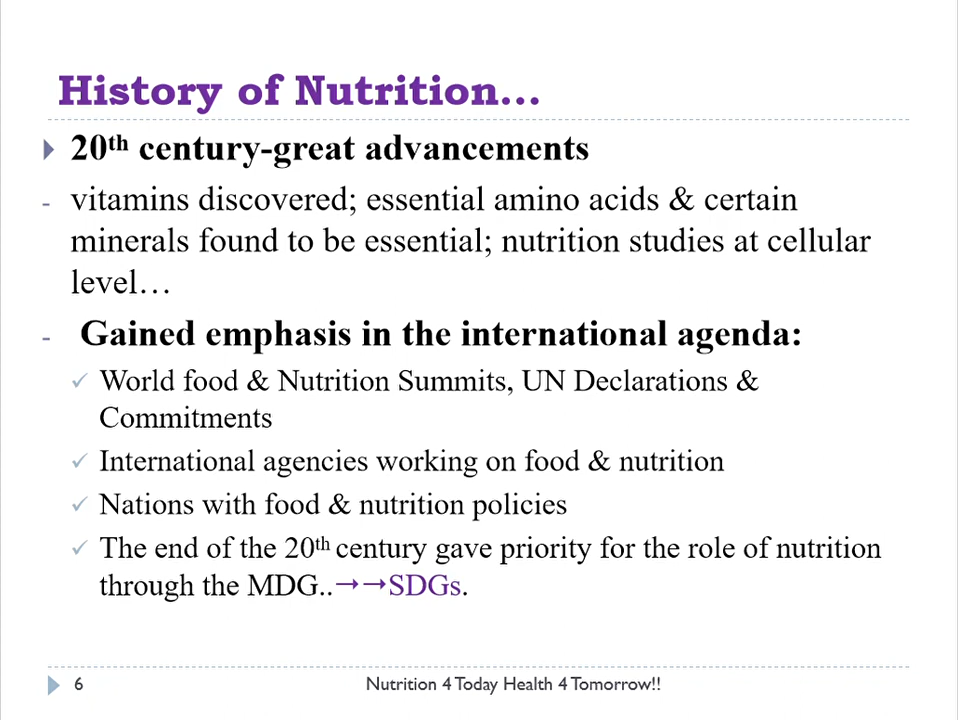 History of Nutrition...
20th century-great advancements
- vitamins discovered; essential amino acids & certain
minerals found to be essential; nutrition studies at cellular
level...
- Gained emphasis in the international agenda:
✓ World food & Nutrition Summits, UN Declarations &
Commitments
✓ International agencies working on food & nutrition
✓ Nations with food & nutrition policies
✓ The end of the 20th century gave priority for the role of nutrition
through the MDG..→→SDGs.
6 Nutrition 4 Today Health 4 Tomorrow!!